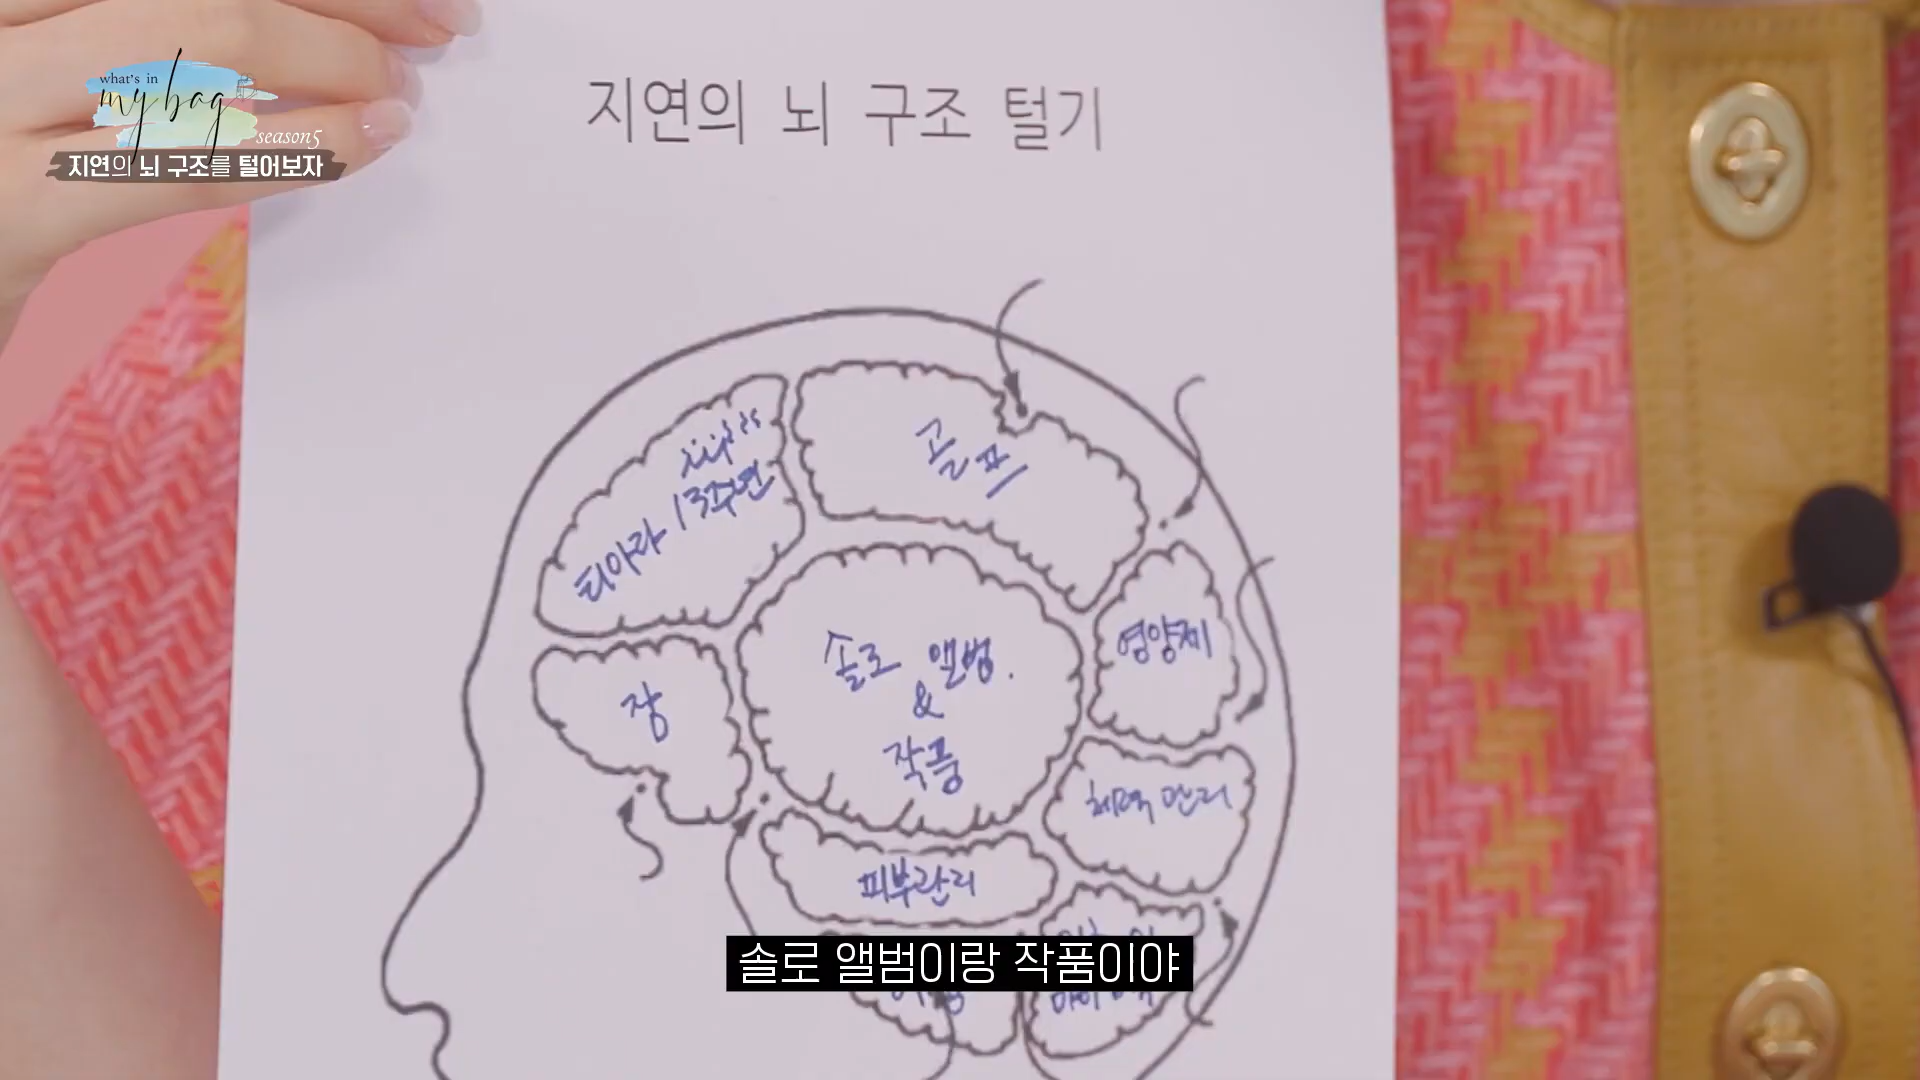 what's in
my bag
season5
지연의 뇌 구조를 털어보자
지연의 뇌 구조 털기
티아라 13주년
골프
영양제
솔로 앨범.
&
작품
잠
체력 관리
피부관리
솔로 앨범이랑 작품이야